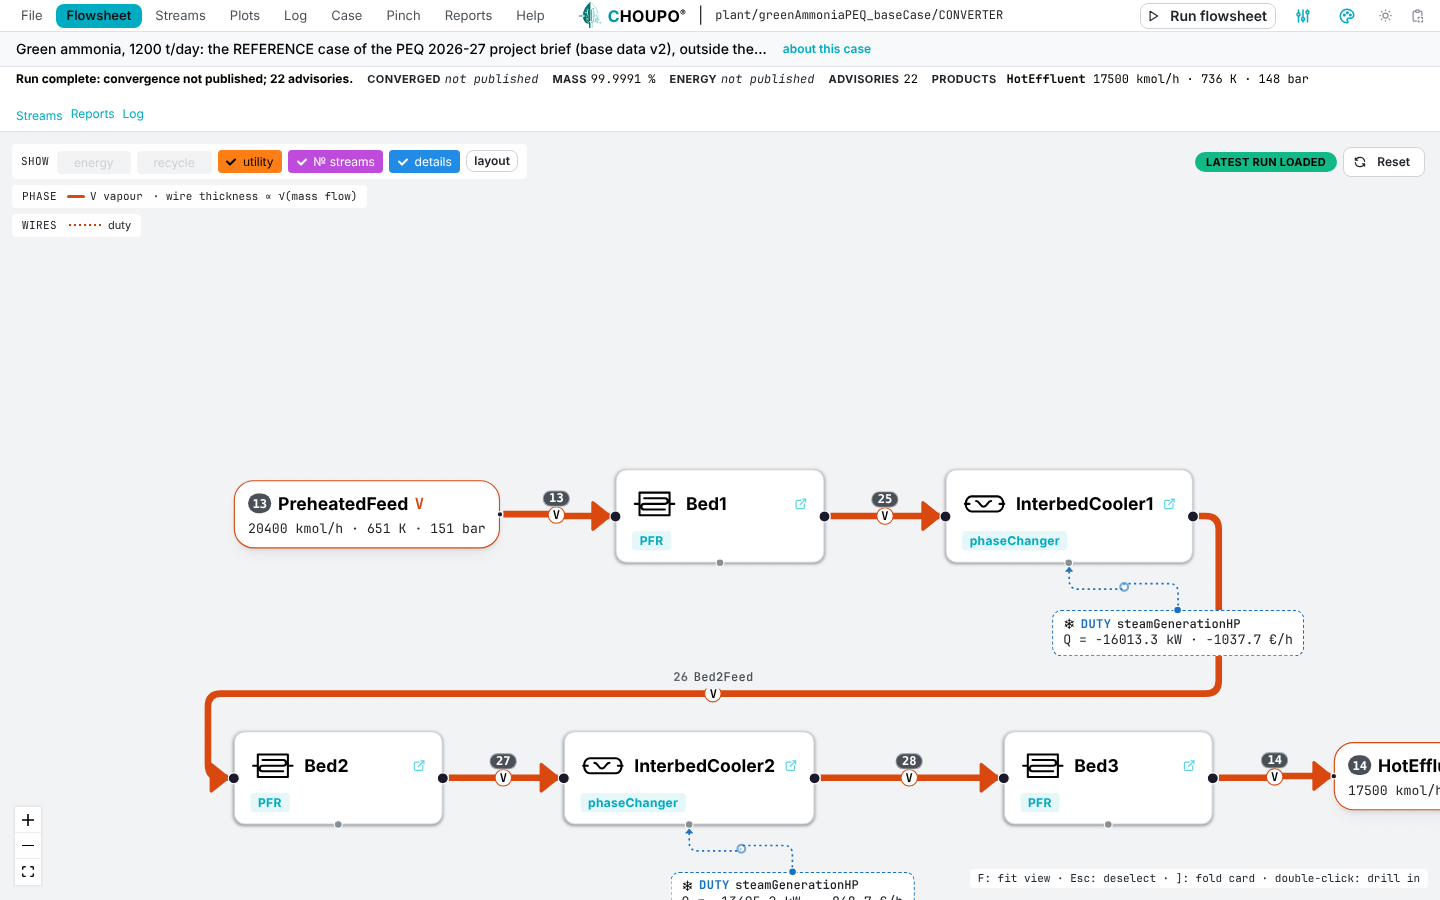 File Flowsheet Streams Plots Log Case Pinch Reports Help CHOUPO® plant/greenAmmoniaPEQ_baseCase/CONVERTER Run flowsheet
Green ammonia, 1200 t/day: the REFERENCE case of the PEQ 2026-27 project brief (base data v2), outside the... about this case
Run complete: convergence not published; 22 advisories. CONVERGED not published MASS 99.9991 % ENERGY not published ADVISORIES 22 PRODUCTS HotEffluent 17500 kmol/h · 736 K · 148 bar
Streams Reports Log
SHOW energy recycle utility № streams details layout LATEST RUN LOADED Reset
PHASE V vapour · wire thickness ∝ √(mass flow)
WIRES duty
13 PreheatedFeed V
20400 kmol/h · 651 K · 151 bar
13
V
Bed1
PFR
25
V
InterbedCooler1
phaseChanger
DUTY steamGenerationHP
Q = -16013.3 kW · -1037.7 €/h
26 Bed2Feed
V
Bed2
PFR
27
V
InterbedCooler2
phaseChanger
28
V
Bed3
PFR
14
V
14 HotEfflu
17500 kmol/h
DUTY steamGenerationHP
F: fit view · Esc: deselect · ]: fold card · double-click: drill in